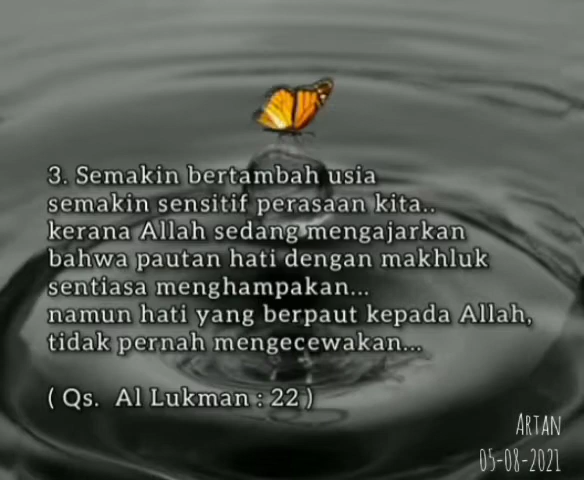 3. Semakin bertambah usia
semakin sensitif perasaan kita..
kerana Allah sedang mengajarkan
bahwa pautan hati dengan makhluk
sentiasa menghampakan...
namun hati yang berpaut kepada Allah,
tidak pernah mengecewakan...
( Qs. Al Lukman : 22 )
ARTAN
05-08-2021